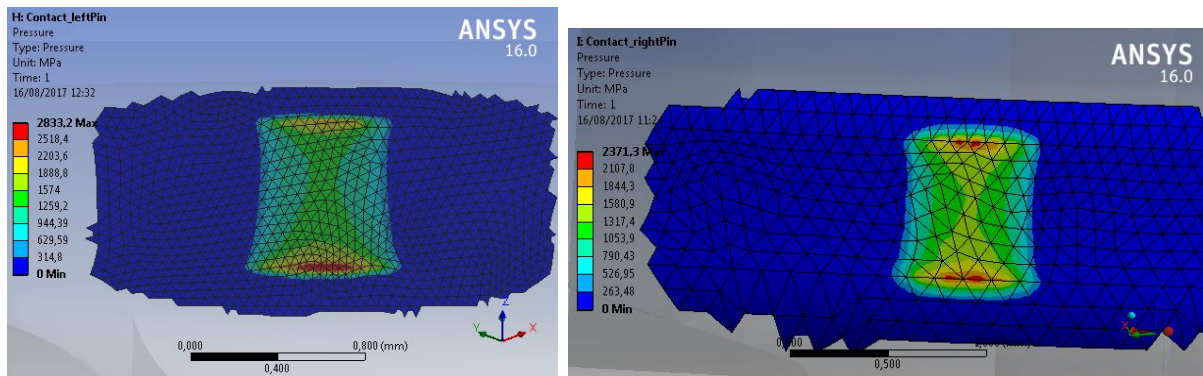 H: Contact_leftPin
Pressure
Type: Pressure
Unit: MPa
Time: 1
16/08/2017 12:32
2833,2 Max
2518,4
2203,6
1888,8
1574
1259,2
944,39
629,59
314,8
0 Min
ANSYS
16.0
Z
Y
X
0,000
0,800 (mm)
0,400
I: Contact_rightPin
Pressure
Type: Pressure
Unit: MPa
Time: 1
16/08/2017
2371,3
2107,8
1844,3
1580,9
1317,4
1053,9
790,43
526,95
263,48
0 Min
ANSYS
16.0
X
(mm)
0,500